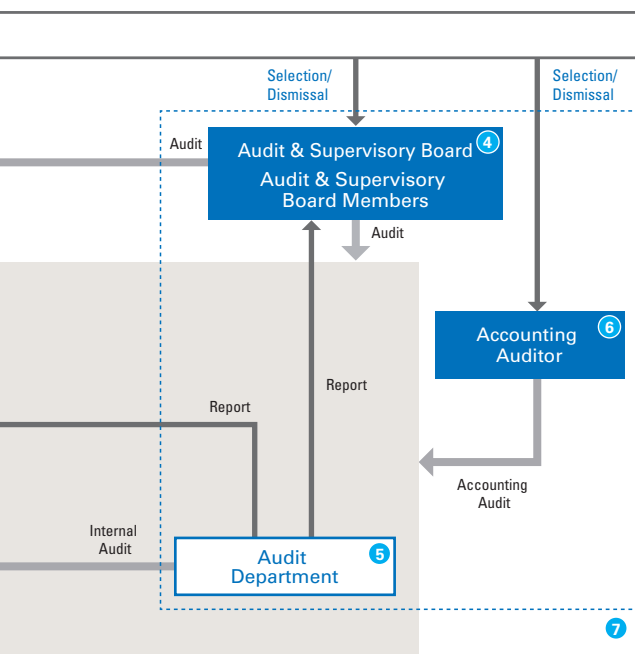 Selection/
Dismissal
Selection/
Dismissal
Audit
Audit & Supervisory Board 4
Audit & Supervisory
Board Members
Audit
6
Accounting
Auditor
Report
Report
Accounting
Audit
Internal
Audit
Audit 5
Department
7